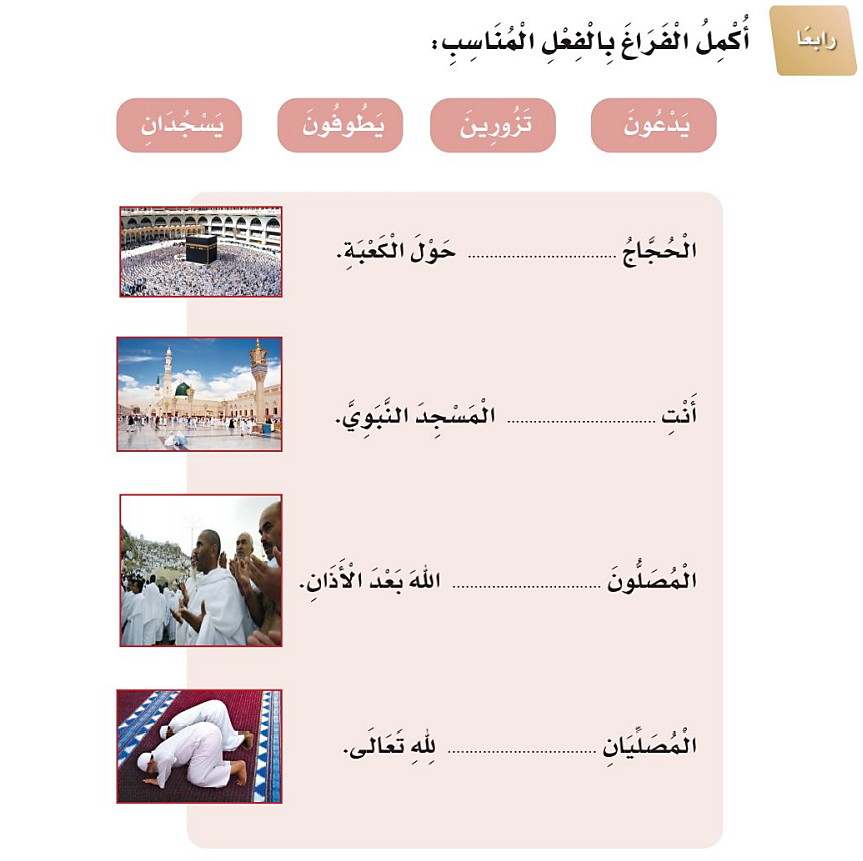 رابعًا
أُكْمِلُ الْفَرَاغَ بِالْفِعْلِ الْمُنَاسِبِ:
يَدْعُونَ تَزُورِينَ يَطُوفُونَ يَسْجُدَانِ
الْحُجَّاجُ .................................... حَوْلَ الْكَعْبَةِ.
أَنْتِ .................................... الْمَسْجِدَ النَّبَوِيَّ.
الْمُصَلُّونَ .................................... اللهَ بَعْدَ الْأَذَانِ.
الْمُصَلِّيَانِ .................................... لِلهِ تَعَالَى.